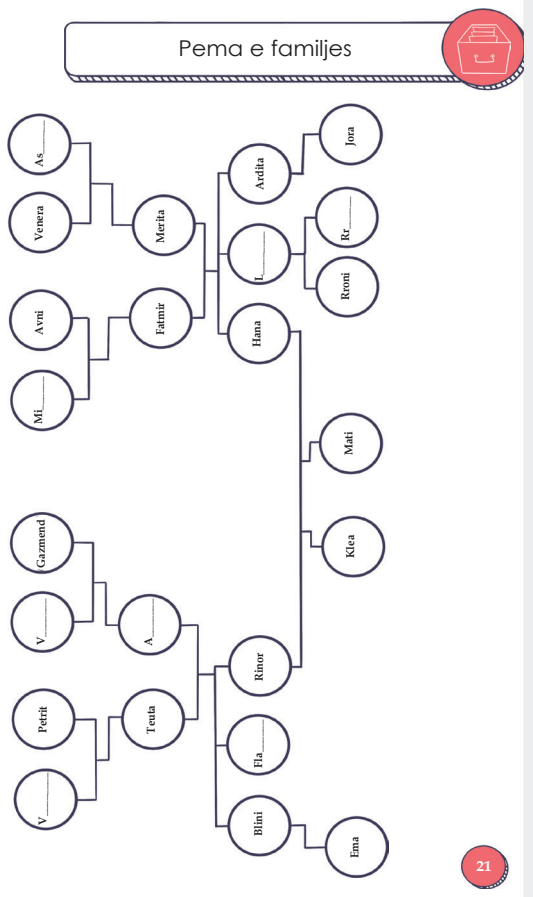 Pema e familjes
As____
Venera
Avni
Mi____
Gazmend
V____
Petrit
V____
Merita
Fatmir
A____
Teuta
Ardita
L____
Hana
Rinor
Fla____
Blini
Jora
Rr____
Rroni
Mati
Klea
Ema
21